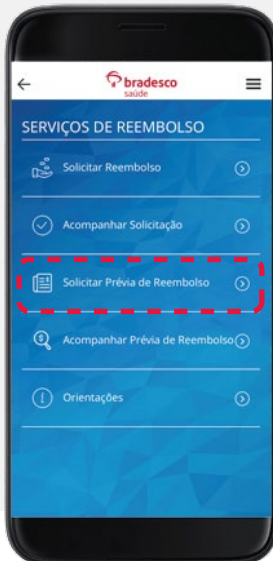 bradesco
saúde
SERVIÇOS DE REEMBOLSO
Solicitar Reembolso
Acompanhar Solicitação
Solicitar Prévia de Reembolso
Acompanhar Prévia de Reembolso
Orientações